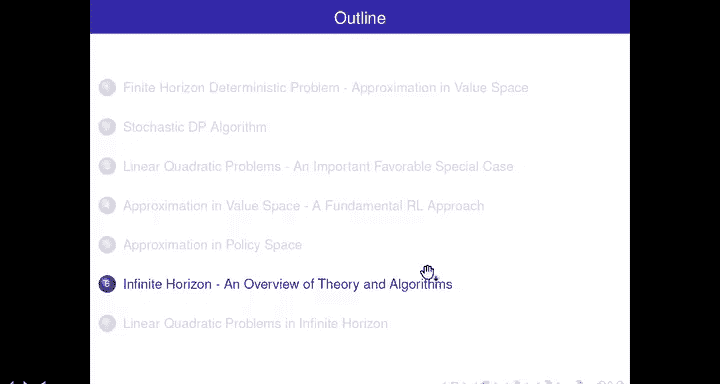 Outline
Finite Horizon Deterministic Problem - Approximation in Value Space
Stochastic DP Algorithm
Linear Quadratic Problems - An Important Favorable Special Case
Approximation in Value Space - A Fundamental RL Approach
Approximation in Policy Space
6 Infinite Horizon - An Overview of Theory and Algorithms
Linear Quadratic Problems in Infinite Horizon